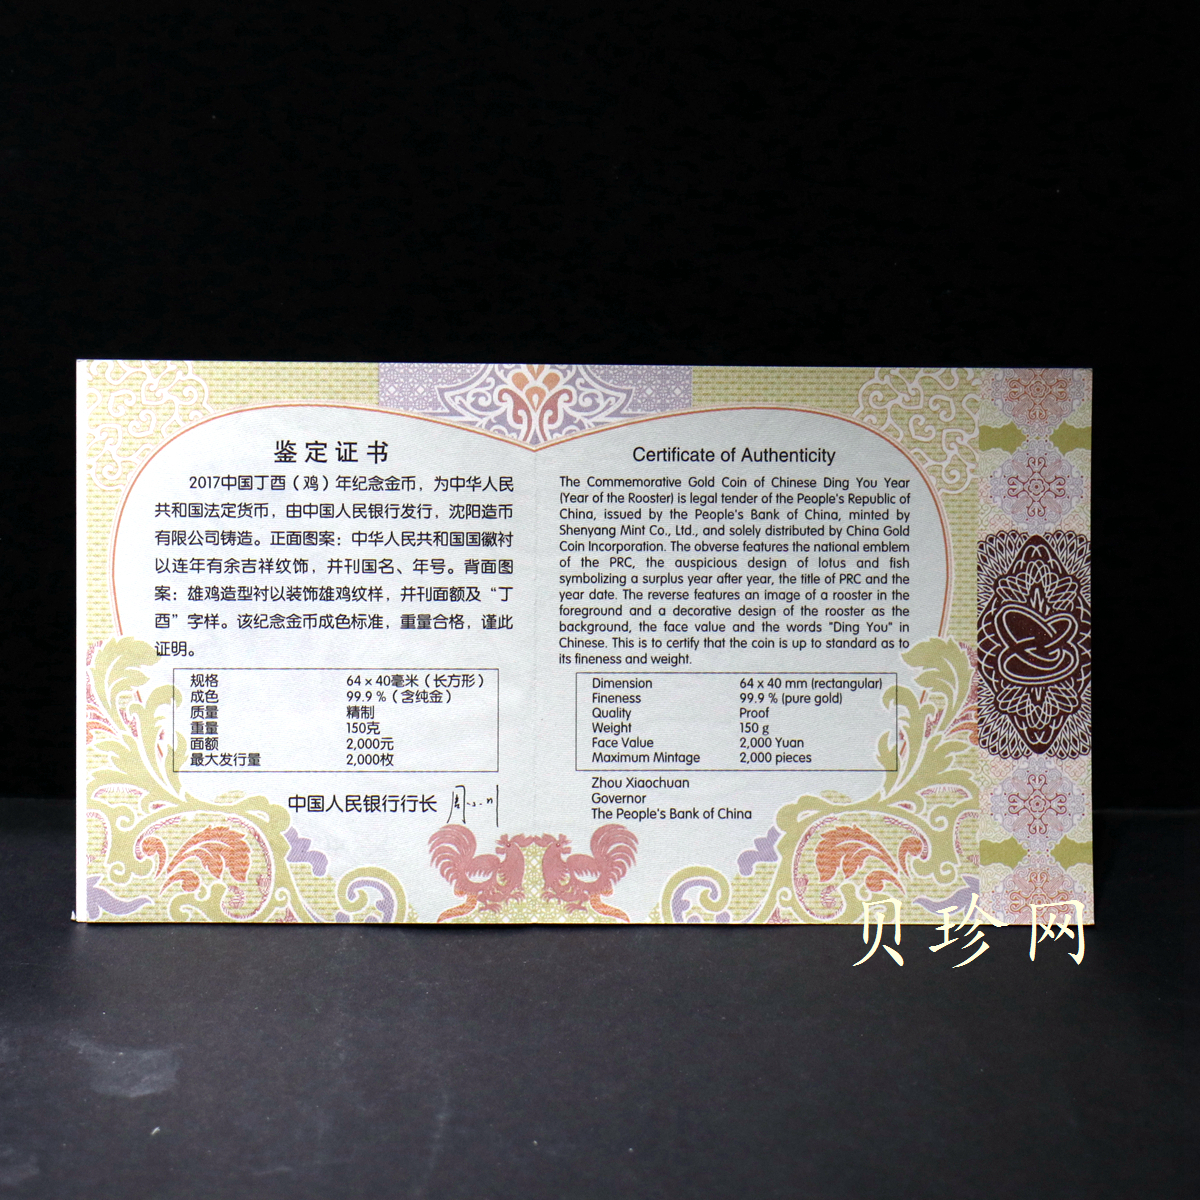 鉴定证书
2017中国丁酉（鸡）年纪念金币，为中华人民
共和国法定货币，由中国人民银行发行，沈阳造币
有限公司铸造。正面图案：中华人民共和国国徽衬
以连年有余吉祥纹饰，并刊国名、年号。背面图
案：雄鸡造型衬以装饰雄鸡纹样，并刊面额及“丁
酉”字样。该纪念金币成色标准，重量合格，谨此
证明。
规格 64 x 40毫米（长方形）
成色 99.9 %（含纯金）
质量 精制
重量 150克
面额 2,000元
最大发行量 2,000枚
中国人民银行行长
Certificate of Authenticity
The Commemorative Gold Coin of Chinese Ding You Year
(Year of the Rooster) is legal tender of the People's Republic of
China, issued by the People's Bank of China, minted by
Shenyang Mint Co., Ltd., and solely distributed by China Gold
Coin Incorporation. The obverse features the national emblem
of the PRC, the auspicious design of lotus and fish
symbolizing a surplus year after year, the title of PRC and the
year date. The reverse features an image of a rooster in the
foreground and a decorative design of the rooster as the
background, the face value and the words "Ding You" in
Chinese. This is to certify that the coin is up to standard as to
its fineness and weight.
Dimension 64 x 40 mm (rectangular)
Fineness 99.9 % (pure gold)
Quality Proof
Weight 150 g
Face Value 2,000 Yuan
Maximum Mintage 2,000 pieces
Zhou Xiaochuan
Governor
The People's Bank of China
贝珍网